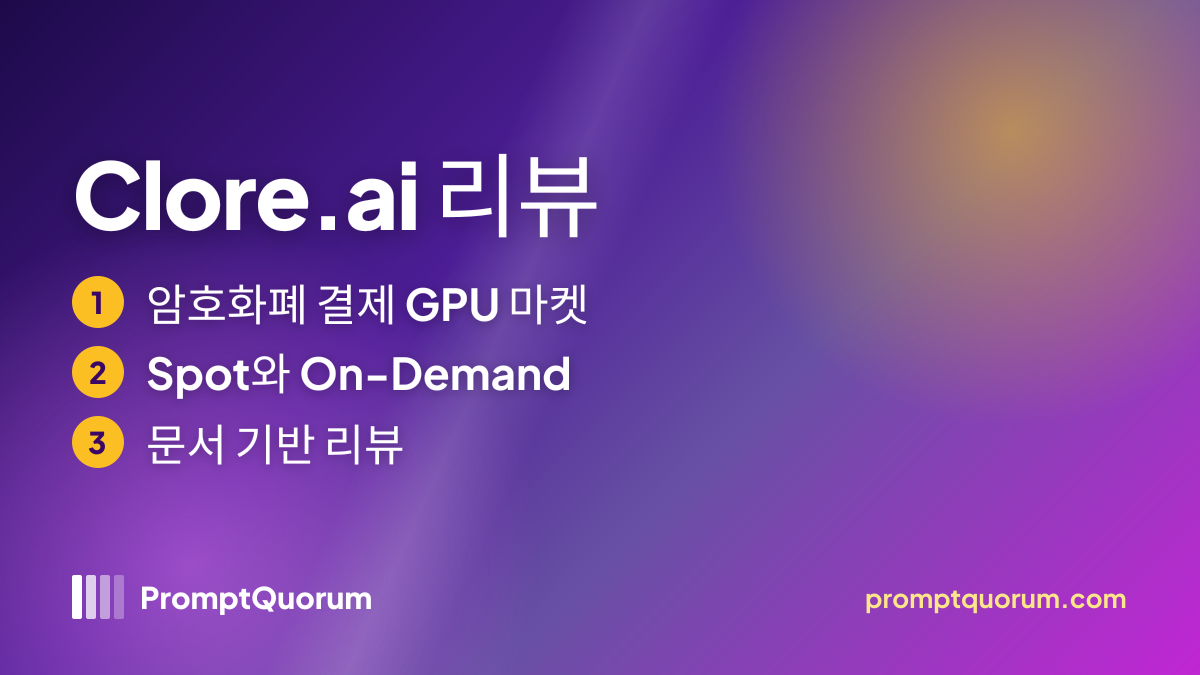 Clore.ai 리뷰
1 암호화폐 결제 GPU 마켓
2 Spot와 On-Demand
3 문서 기반 리뷰
PromptQuorum
promptquorum.com